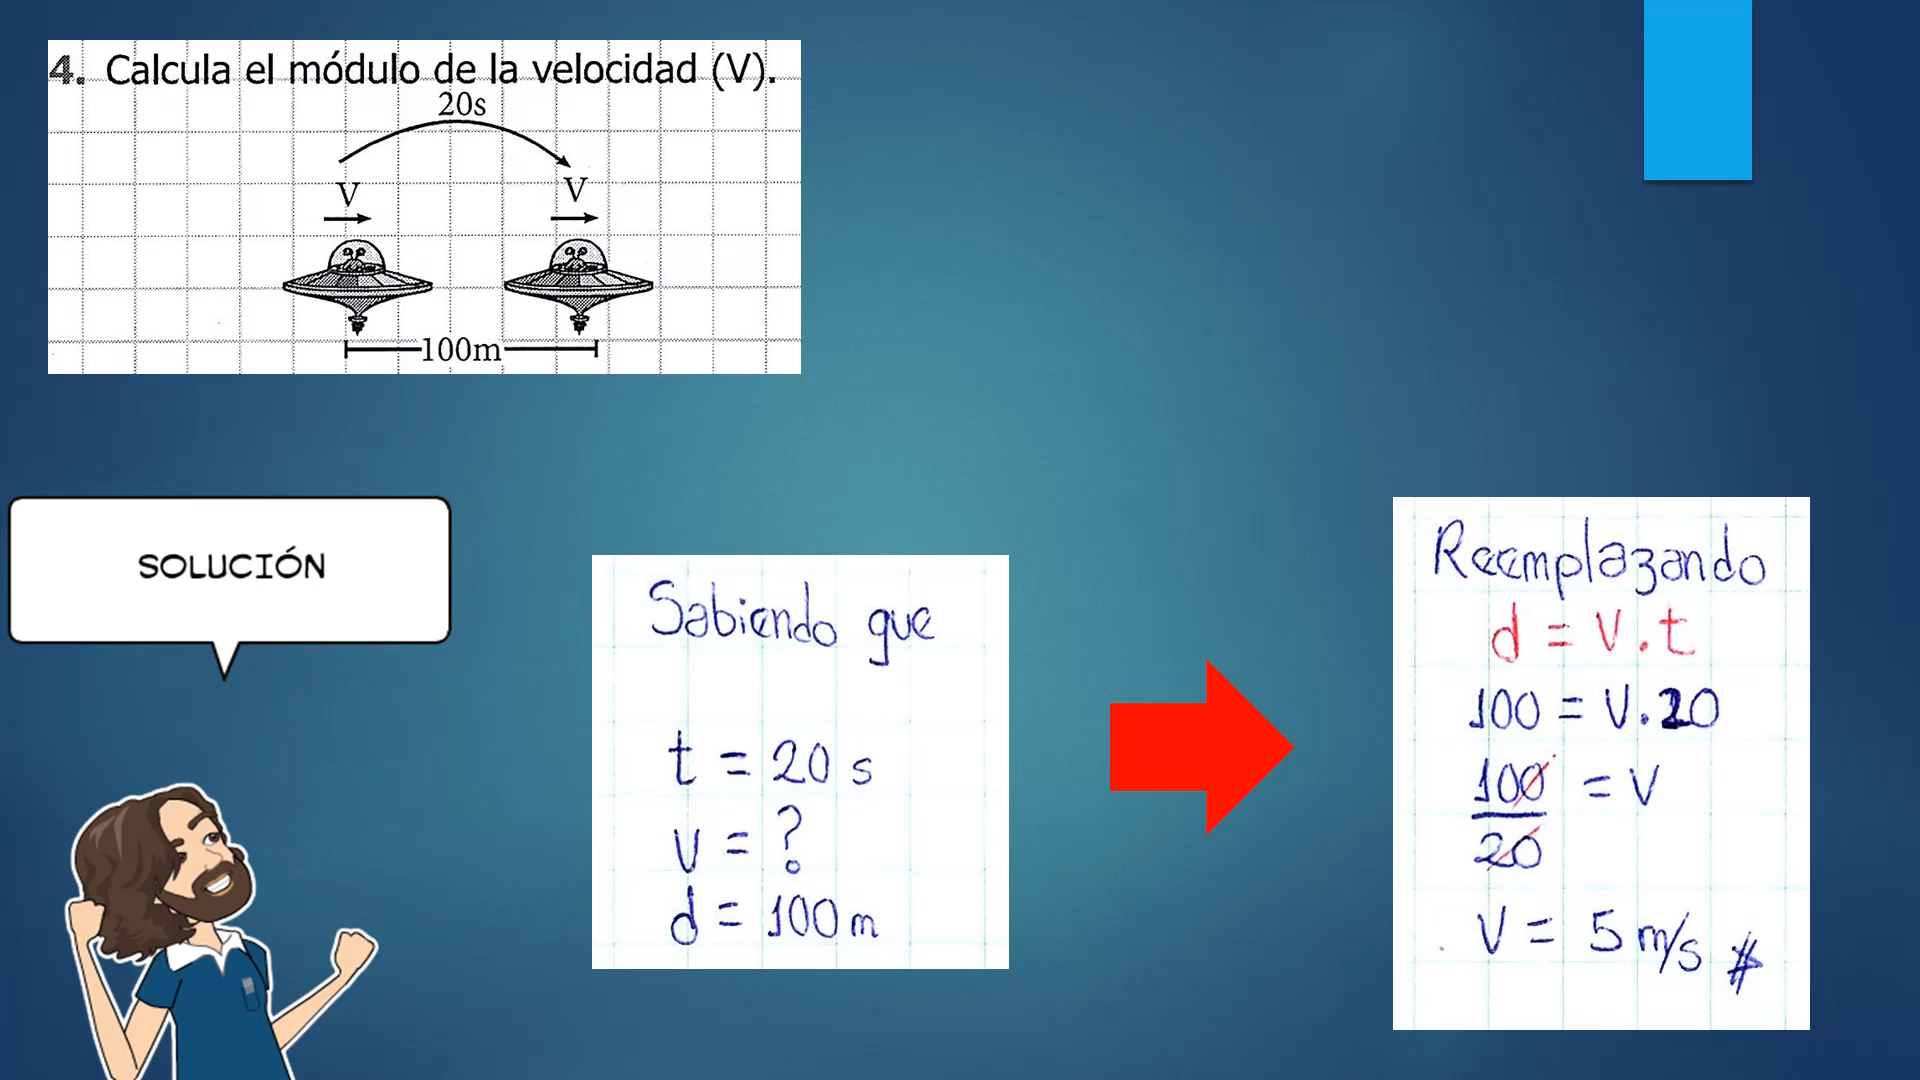 4. Calcula el módulo de la velocidad (V).
20s
V V
100m
SOLUCIÓN
Sabiendo que
t = 20 s
v = ?
d = 100 m
Reemplazando
d = V.t
100 = V.20
100 = V
20
V = 5 m/s